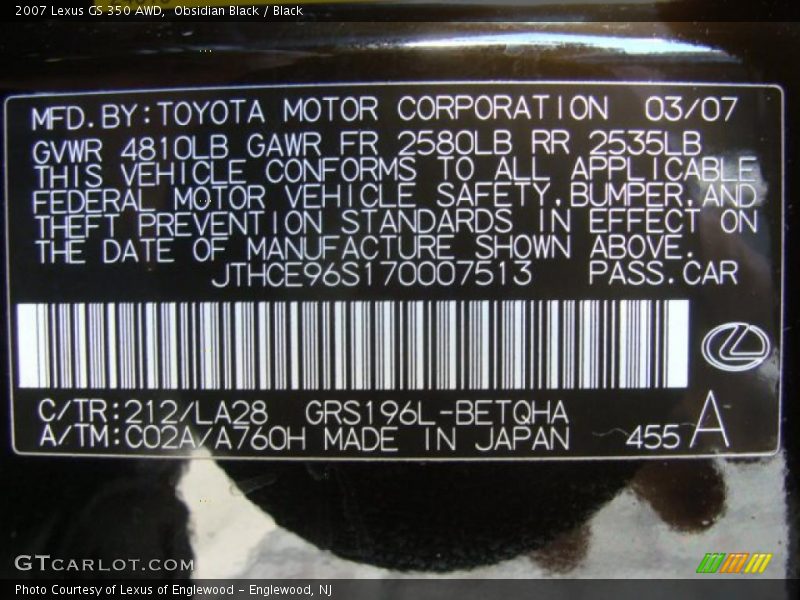 2007 Lexus GS 350 AWD,  Obsidian Black / Black
MFD.BY:TOYOTA MOTOR CORPORATION 03/07
GVWR 4810LB GAWR FR 2580LB RR 2535LB
THIS VEHICLE CONFORMS TO ALL APPLICABLE
FEDERAL MOTOR VEHICLE SAFETY,BUMPER,AND
THEFT PREVENTION STANDARDS IN EFFECT ON
THE DATE OF MANUFACTURE SHOWN ABOVE.
JTHCE96S170007513 PASS.CAR
C/TR:212/LA28 GRS196L-BETQHA
A/TM:C02A/A760H MADE IN JAPAN 455 A
GTCARLOT.COM
Photo Courtesy of Lexus of Englewood - Englewood, NJ